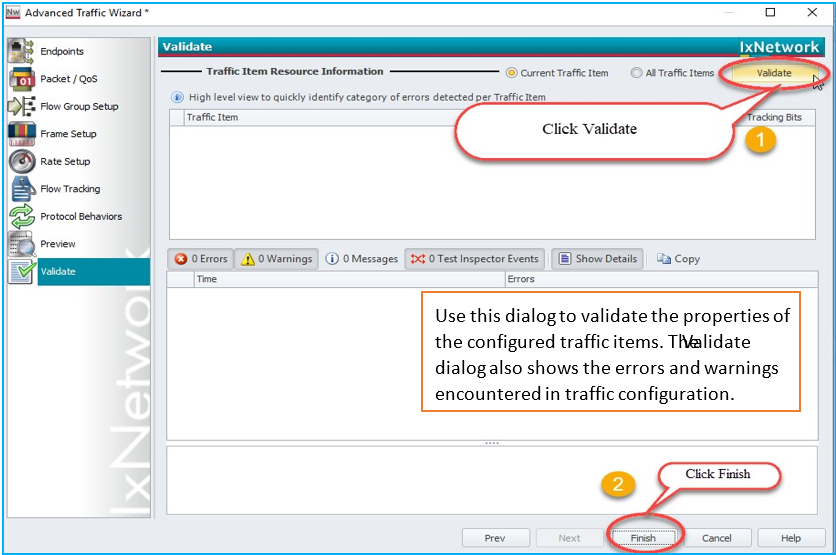 Nw Advanced Traffic Wizard *
Endpoints
Packet / QoS
Flow Group Setup
Frame Setup
Rate Setup
Flow Tracking
Protocol Behaviors
Preview
Validate
IxNetwork
Validate
IxNetwork
Traffic Item Resource Information
Current Traffic Item
All Traffic Items
Validate
High level view to quickly identify category of errors detected per Traffic Item
Traffic Item
Tracking Bits
Click Validate
1
0 Errors
0 Warnings
0 Messages
0 Test Inspector Events
Show Details
Copy
Time
Errors
Use this dialog to validate the properties of
the configured traffic items. The Validate
dialog also shows the errors and warnings
encountered in traffic configuration.
Click Finish
2
Prev
Next
Finish
Cancel
Help